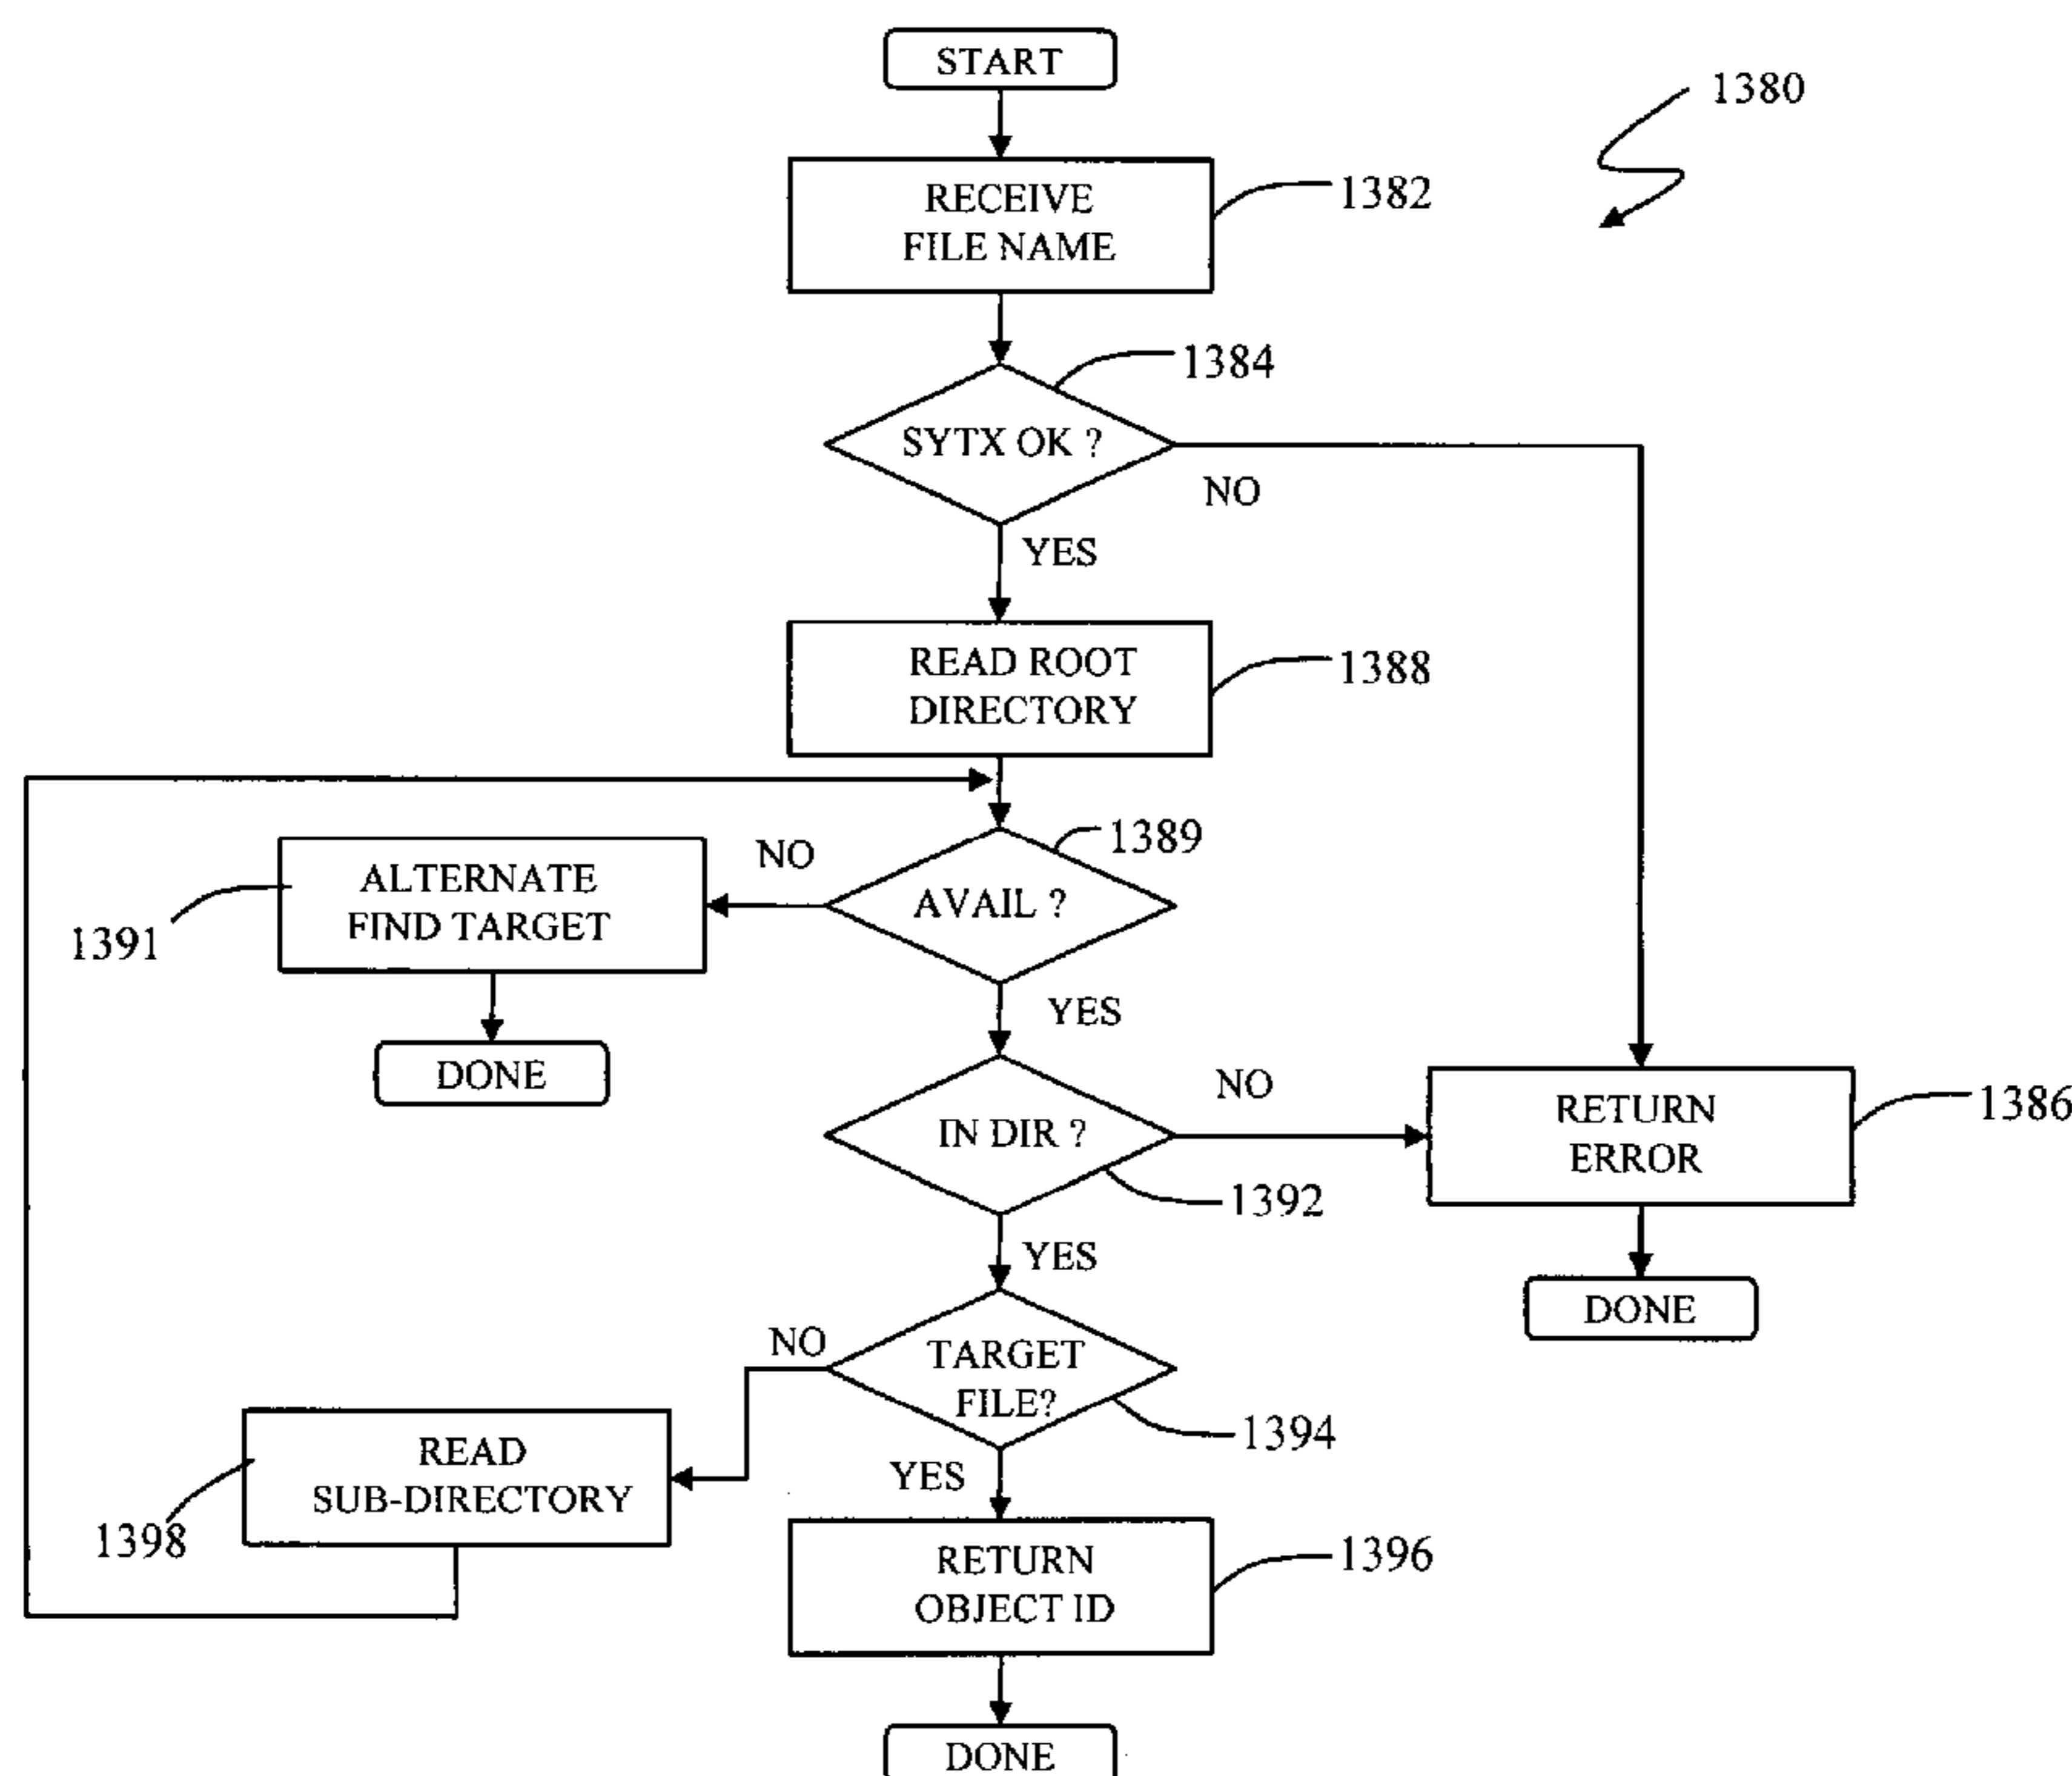 START
1380
RECEIVE
FILE NAME
1382
1384
SYTX OK ?
NO
YES
READ ROOT
DIRECTORY
1388
1389
NO
AVAIL ?
ALTERNATE
FIND TARGET
1391
YES
DONE
NO
IN DIR ?
1392
RETURN
ERROR
1386
YES
DONE
NO
TARGET
FILE?
1394
READ
SUB-DIRECTORY
1398
YES
RETURN
OBJECT ID
1396
DONE